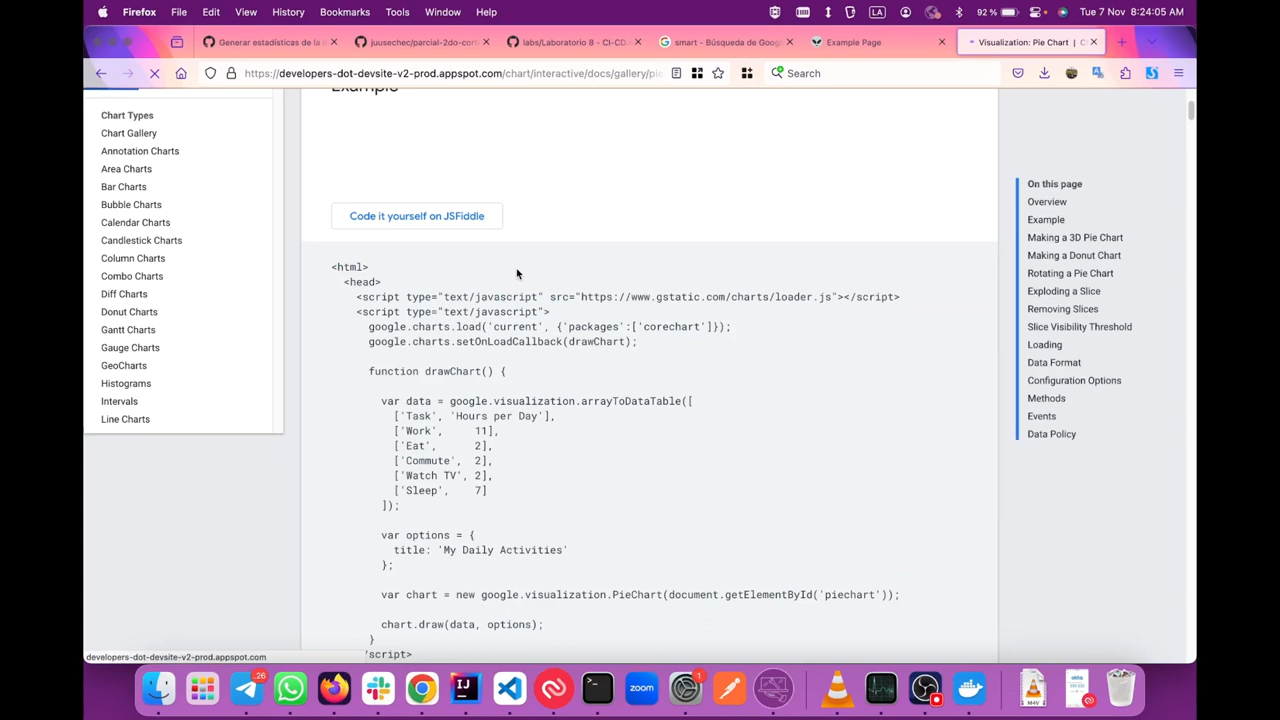 Firefox File Edit View History Bookmarks Tools Window Help
LA
92 %
Tue 7 Nov 8:24:05 AM
Generar estadísticas de la i
juusechec/parcial-2do-cort
labs/Laboratorio 8 - CI-CD
smart - Búsqueda de Goog
Example Page
Visualization: Pie Chart | C
https://developers-dot-devsite-v2-prod.appspot.com/chart/interactive/docs/gallery/pie
Search
Chart Types
Chart Gallery
Annotation Charts
Area Charts
Bar Charts
Bubble Charts
Calendar Charts
Candlestick Charts
Column Charts
Combo Charts
Diff Charts
Donut Charts
Gantt Charts
Gauge Charts
GeoCharts
Histograms
Intervals
Line Charts
Example
Code it yourself on JSFiddle
<html>
<head>
<script type="text/javascript" src="https://www.gstatic.com/charts/loader.js"></script>
<script type="text/javascript">
google.charts.load('current', {'packages':['corechart']});
google.charts.setOnLoadCallback(drawChart);
function drawChart() {
var data = google.visualization.arrayToDataTable([
['Task', 'Hours per Day'],
['Work', 11],
['Eat', 2],
['Commute', 2],
['Watch TV', 2],
['Sleep', 7]
]);
var options = {
title: 'My Daily Activities'
};
var chart = new google.visualization.PieChart(document.getElementById('piechart'));
chart.draw(data, options);
}
/script>
On this page
Overview
Example
Making a 3D Pie Chart
Making a Donut Chart
Rotating a Pie Chart
Exploding a Slice
Removing Slices
Slice Visibility Threshold
Loading
Data Format
Configuration Options
Methods
Events
Data Policy
developers-dot-devsite-v2-prod.appspot.com
26
IJ
zoom
1
M4V
okta